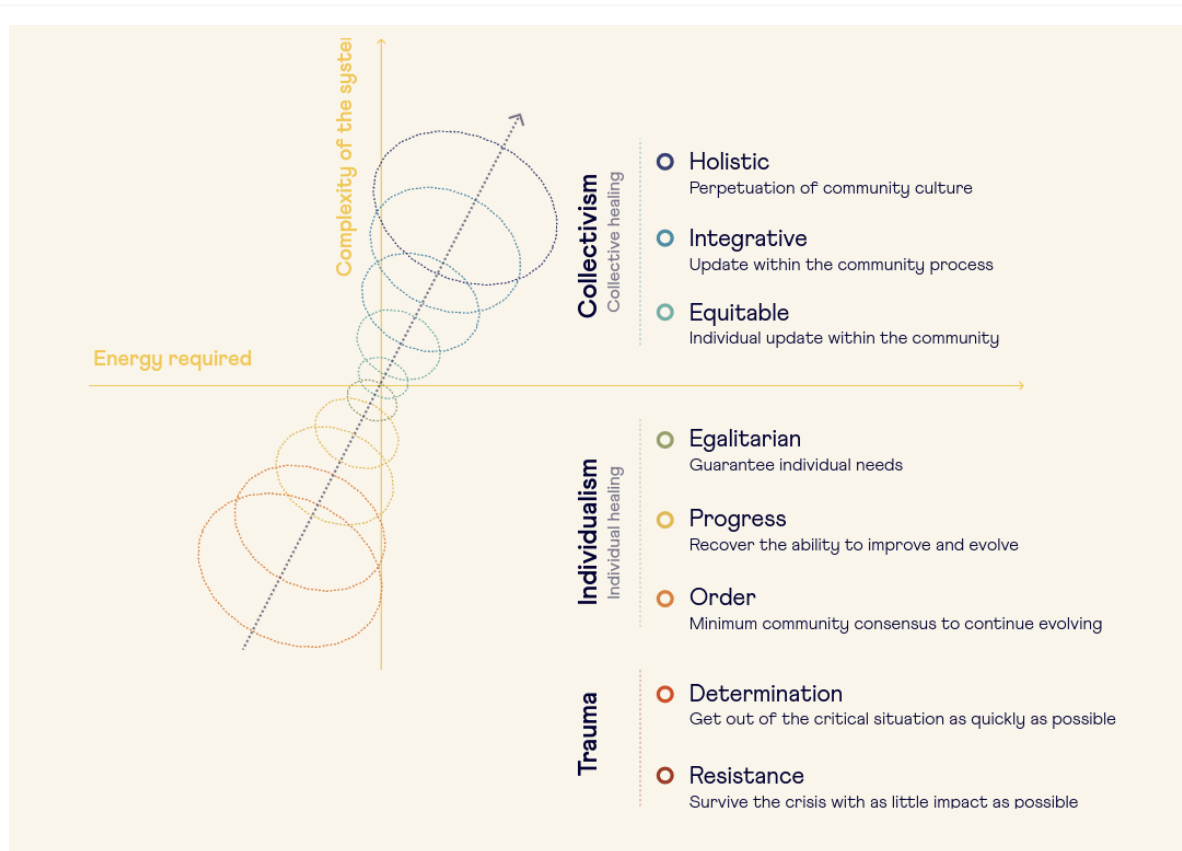 Complexity of the syste
Energy required
Collectivism
Collective healing
Holistic
Perpetuation of community culture
Integrative
Update within the community process
Equitable
Individual update within the community
Individualism
Individual healing
Egalitarian
Guarantee individual needs
Progress
Recover the ability to improve and evolve
Order
Minimum community consensus to continue evolving
Trauma
Determination
Get out of the critical situation as quickly as possible
Resistance
Survive the crisis with as little impact as possible